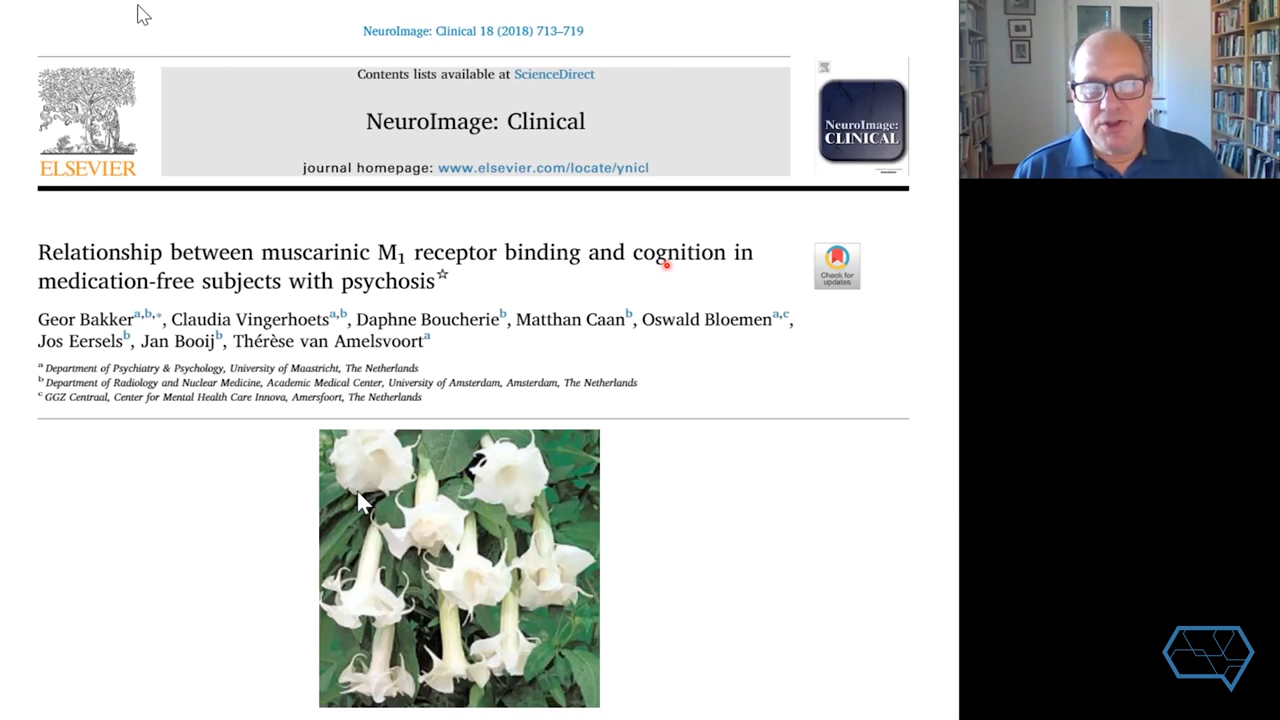 NeuroImage: Clinical 18 (2018) 713–719
Contents lists available at ScienceDirect
NeuroImage: Clinical
journal homepage: www.elsevier.com/locate/ynicl
ELSEVIER
NeuroImage:
CLINICAL
Relationship between muscarinic M₁ receptor binding and cognition in
medication-free subjects with psychosis☆
Check for
updates
Geor Bakkerᵃ,ᵇ,*, Claudia Vingerhoetsᵃ,ᵇ, Daphne Boucherieᵇ, Matthan Caanᵇ, Oswald Bloemenᵃ,ᶜ,
Jos Eerselsᵇ, Jan Booijᵇ, Thérèse van Amelsvoortᵃ
ᵃ Department of Psychiatry & Psychology, University of Maastricht, The Netherlands
ᵇ Department of Radiology and Nuclear Medicine, Academic Medical Center, University of Amsterdam, Amsterdam, The Netherlands
ᶜ GGZ Centraal, Center for Mental Health Care Innova, Amersfoort, The Netherlands